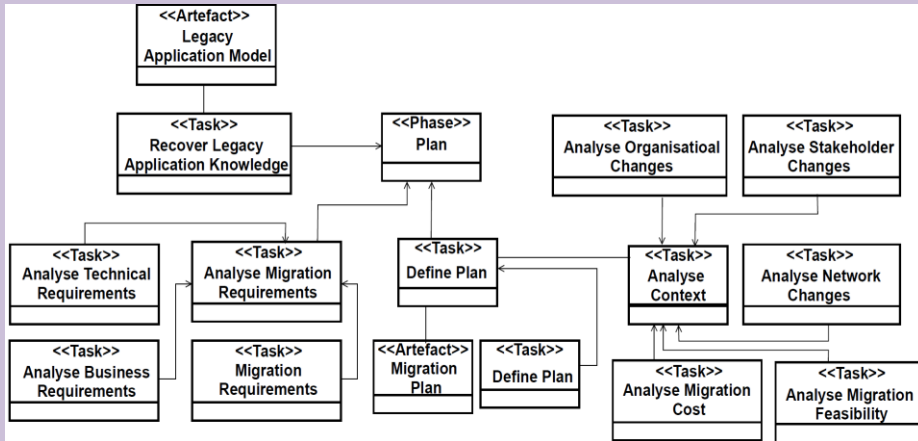 <<Artefact>>
Legacy
Application Model
<<Task>>
Recover Legacy
Application Knowledge
<<Phase>>
Plan
<<Task>>
Analyse Organisatioal
Changes
<<Task>>
Analyse Stakeholder
Changes
<<Task>>
Analyse Technical
Requirements
<<Task>>
Analyse Migration
Requirements
<<Task>>
Define Plan
<<Task>>
Analyse
Context
<<Task>>
Analyse Network
Changes
<<Task>>
Analyse Business
Requirements
<<Task>>
Migration
Requirements
<<Artefact>>
Migration
Plan
<<Task>>
Define Plan
<<Task>>
Analyse Migration
Cost
<<Task>>
Analyse Migration
Feasibility